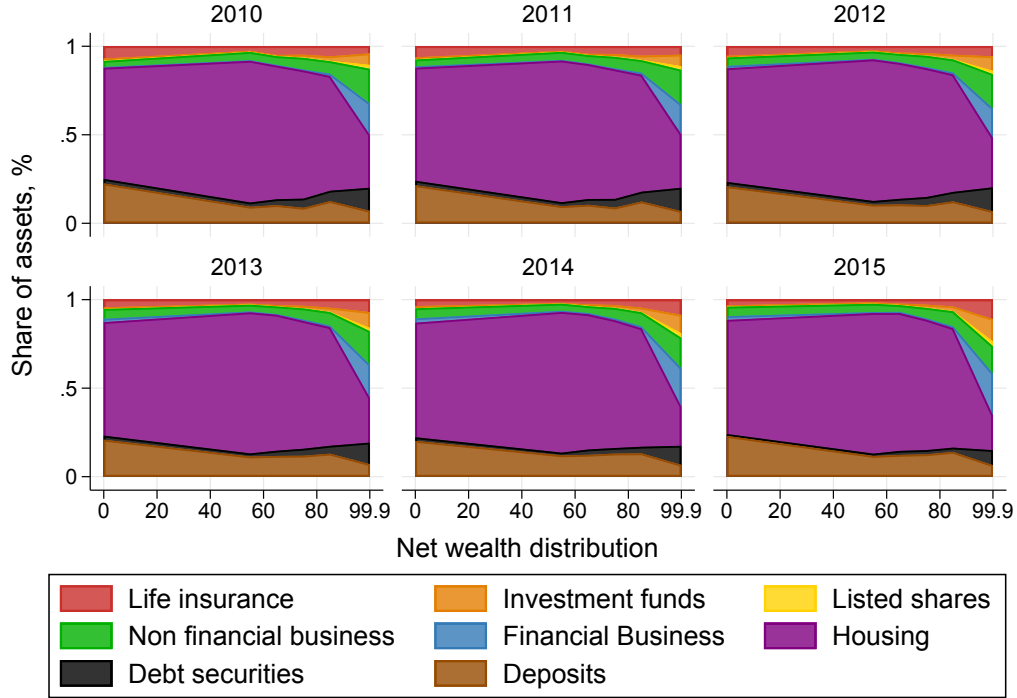 2010 2011 2012
1
.5
0
2013 2014 2015
1
.5
0
0 20 40 60 80 99.9 0 20 40 60 80 99.9 0 20 40 60 80 99.9
Share of assets, %
Net wealth distribution
Life insurance Investment funds Listed shares
Non financial business Financial Business Housing
Debt securities Deposits